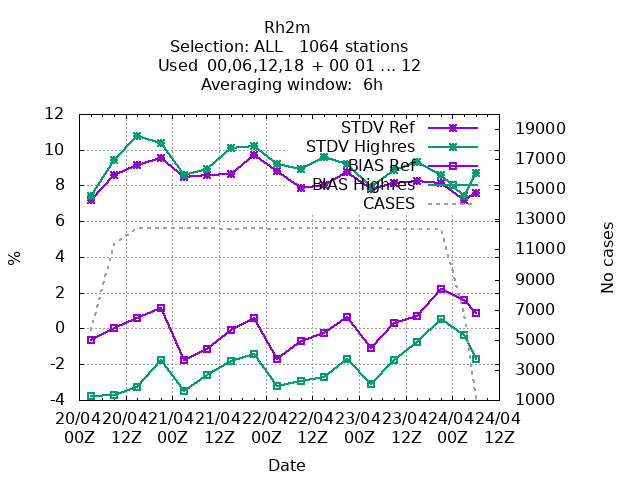 Rh2m
Selection: ALL   1064 stations
Used  00,06,12,18  + 00 01 ... 12
Averaging window:  6h
STDV Ref
STDV Highres
BIAS Ref
BIAS Highres
CASES
%
12
10
8
6
4
2
0
-2
-4
No cases
19000
17000
15000
13000
11000
9000
7000
5000
3000
1000
20/04 20/04 21/04 21/04 22/04 22/04 23/04 23/04 24/04 24/04
00Z 12Z 00Z 12Z 00Z 12Z 00Z 12Z 00Z 12Z
Date